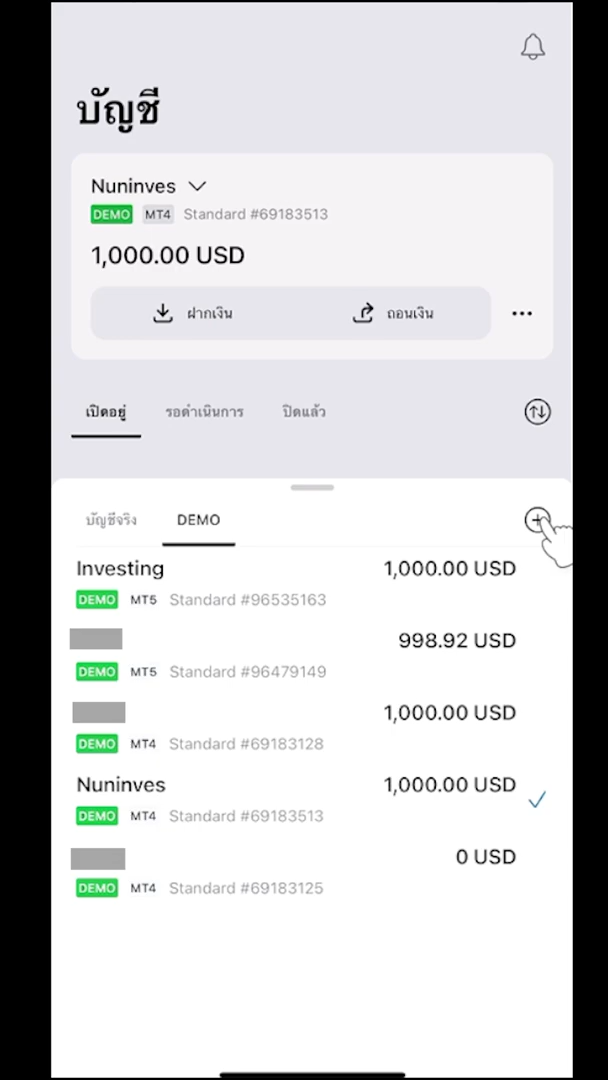 บัญชี
Nuninves
DEMO MT4 Standard #69183513
1,000.00 USD
ฝากเงิน ถอนเงิน
เปิดอยู่ รอดำเนินการ ปิดแล้ว
บัญชีจริง DEMO
Investing 1,000.00 USD
DEMO MT5 Standard #96535163
998.92 USD
DEMO MT5 Standard #96479149
1,000.00 USD
DEMO MT4 Standard #69183128
Nuninves 1,000.00 USD
DEMO MT4 Standard #69183513
0 USD
DEMO MT4 Standard #69183125